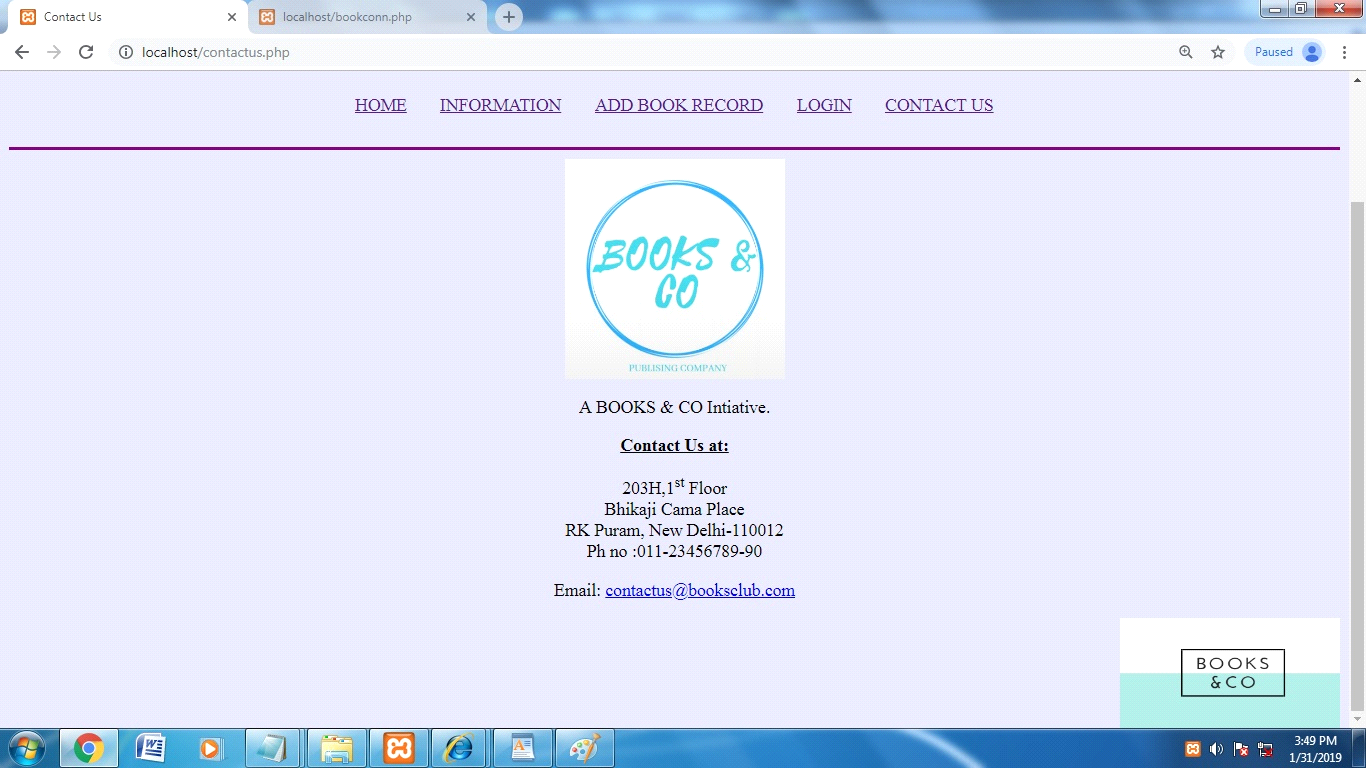 Contact Us
localhost/bookconn.php
localhost/contactus.php
Paused
HOME INFORMATION ADD BOOK RECORD LOGIN CONTACT US
BOOKS &
CO
PUBLISING COMPANY
A BOOKS & CO Intiative.
Contact Us at:
203H,1st Floor
Bhikaji Cama Place
RK Puram, New Delhi-110012
Ph no :011-23456789-90
Email: contactus@booksclub.com
BOOKS
&CO
3:49 PM
1/31/2019